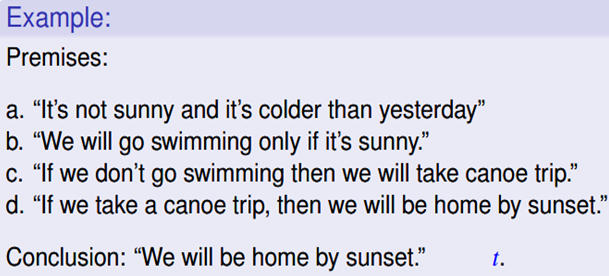 Example:
Premises:
a. “It’s not sunny and it’s colder than yesterday”
b. “We will go swimming only if it’s sunny.”
c. “If we don’t go swimming then we will take canoe trip.”
d. “If we take a canoe trip, then we will be home by sunset.”
Conclusion: “We will be home by sunset.” t.